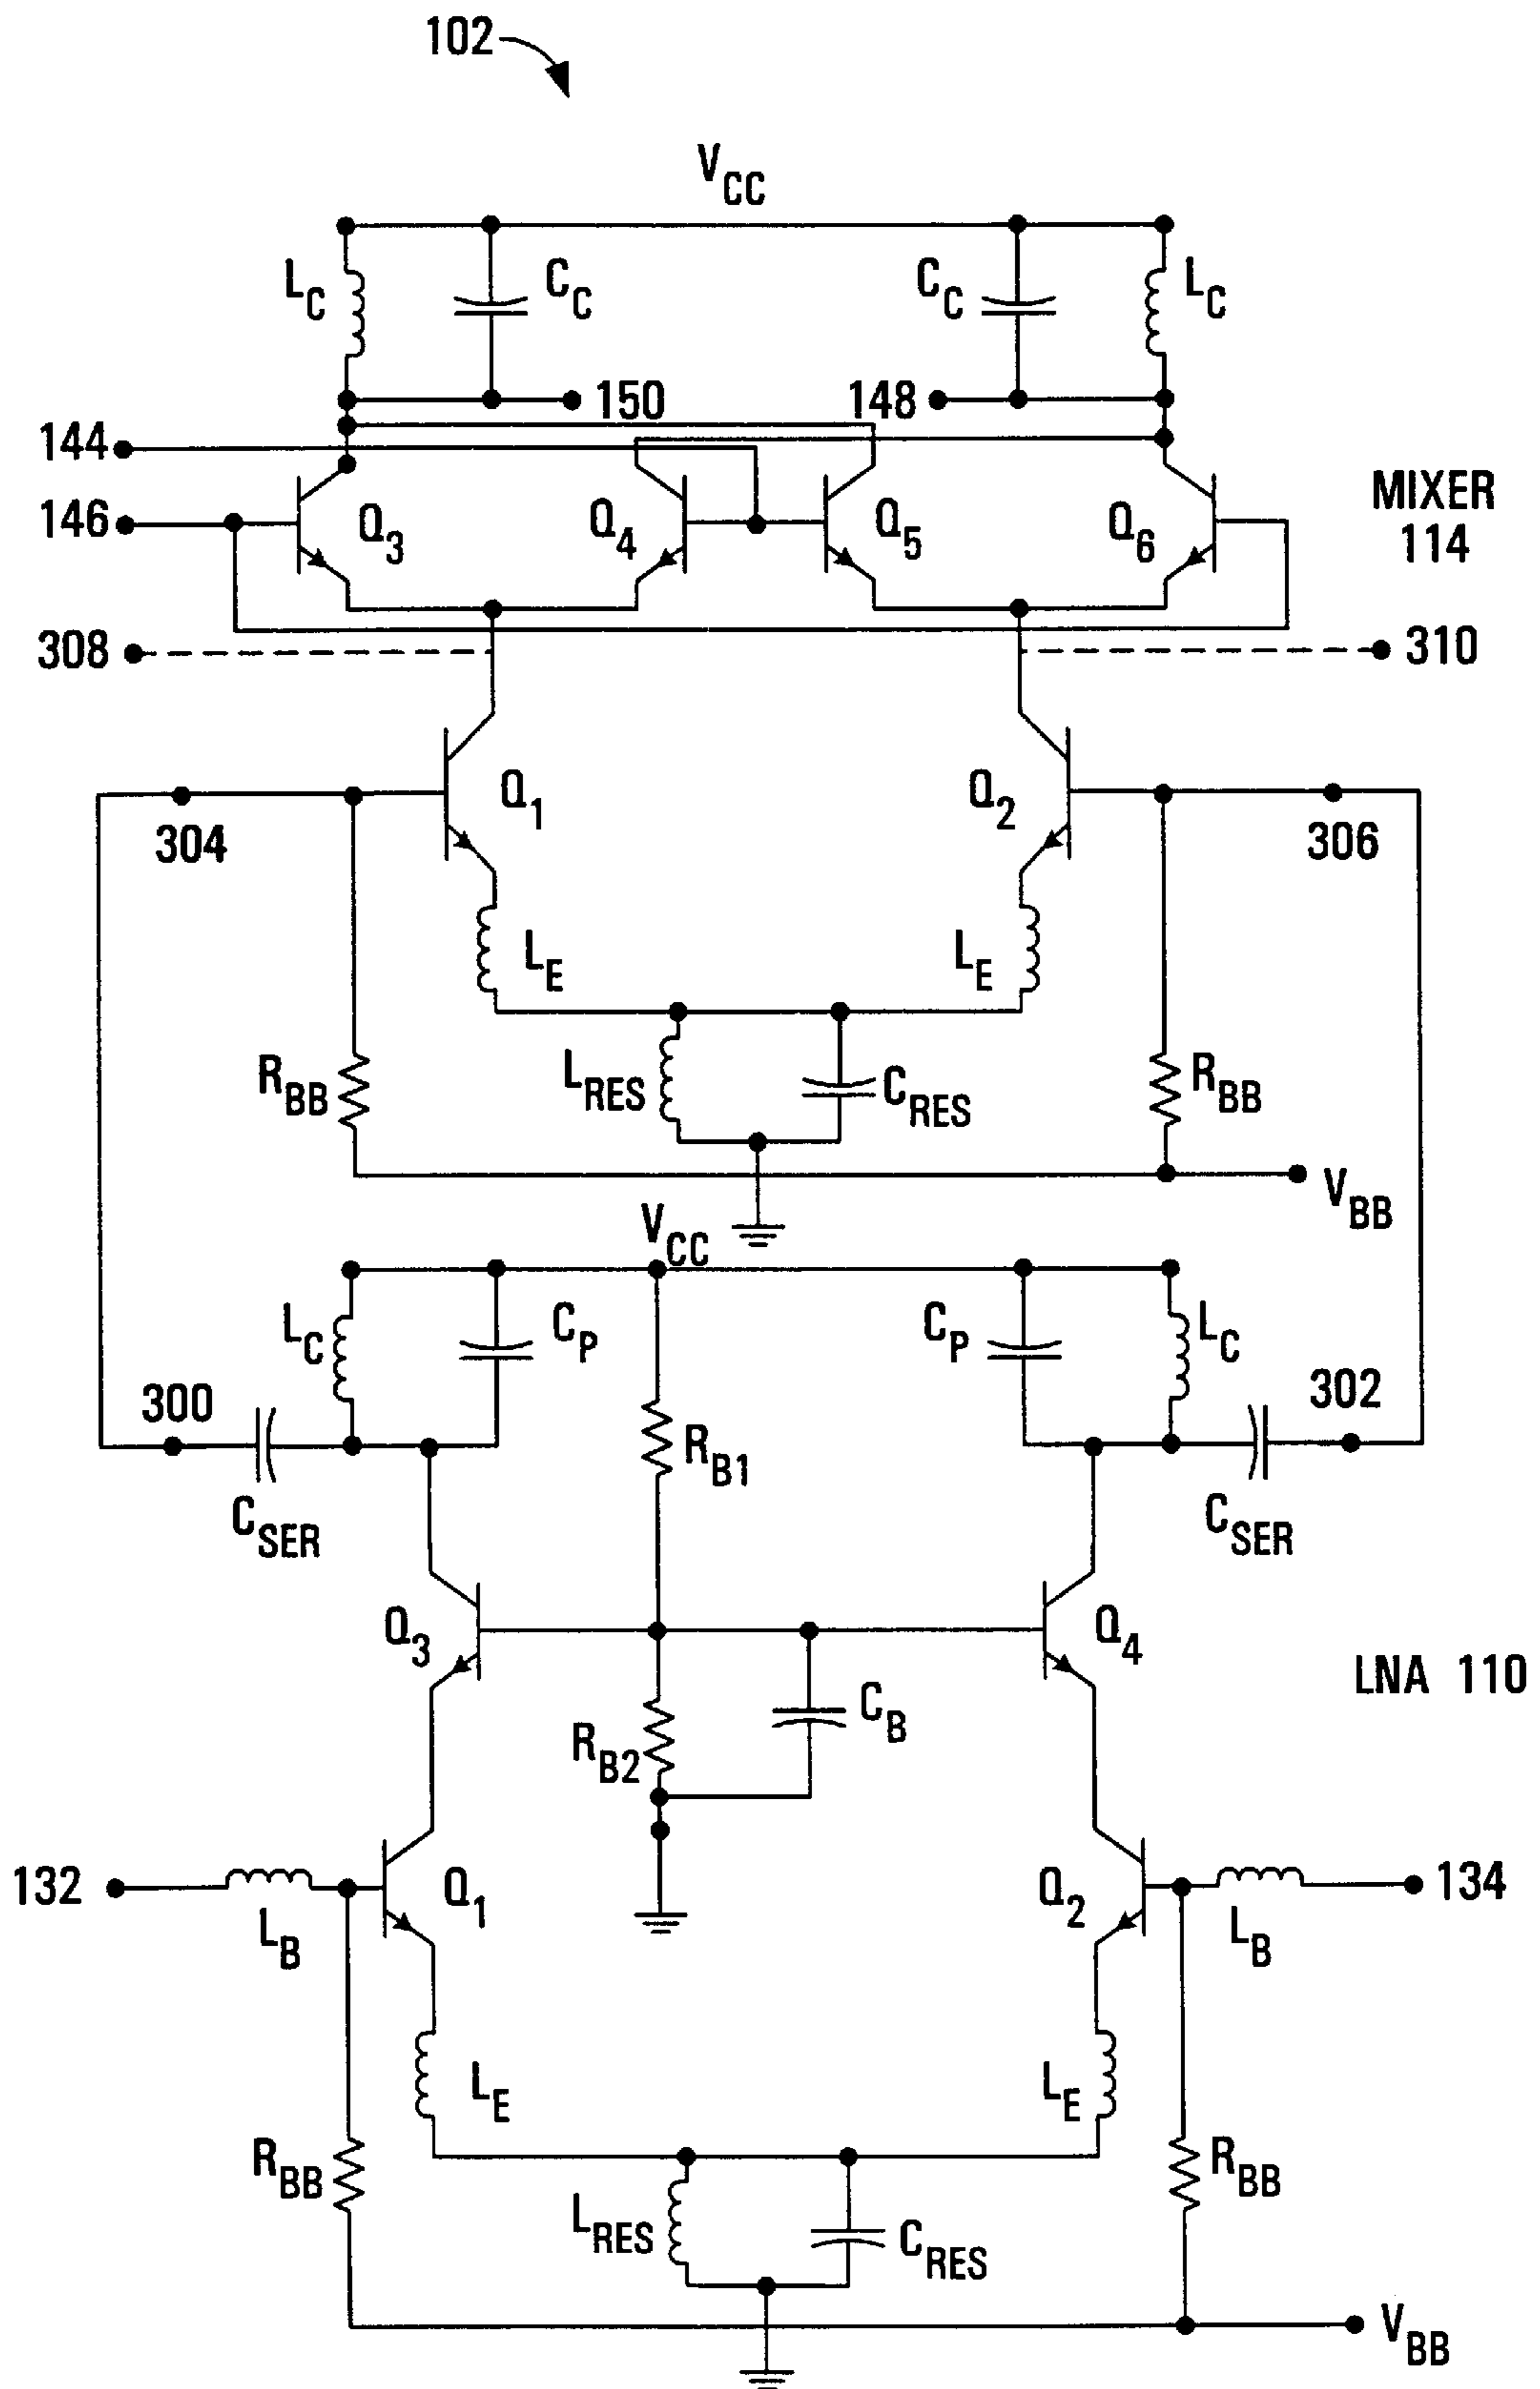 102
VCC
LC
CC
CC
LC
150
148
144
146
Q3
Q4
Q5
Q6
MIXER
114
308
310
Q1
Q2
304
306
LE
LE
RBB
LRES
CRES
RBB
VBB
VCC
LC
CP
CP
LC
300
302
RB1
CSER
CSER
Q3
Q4
LNA 110
CB
RB2
132
Q1
Q2
134
LB
LB
LE
LE
RBB
RBB
LRES
CRES
VBB